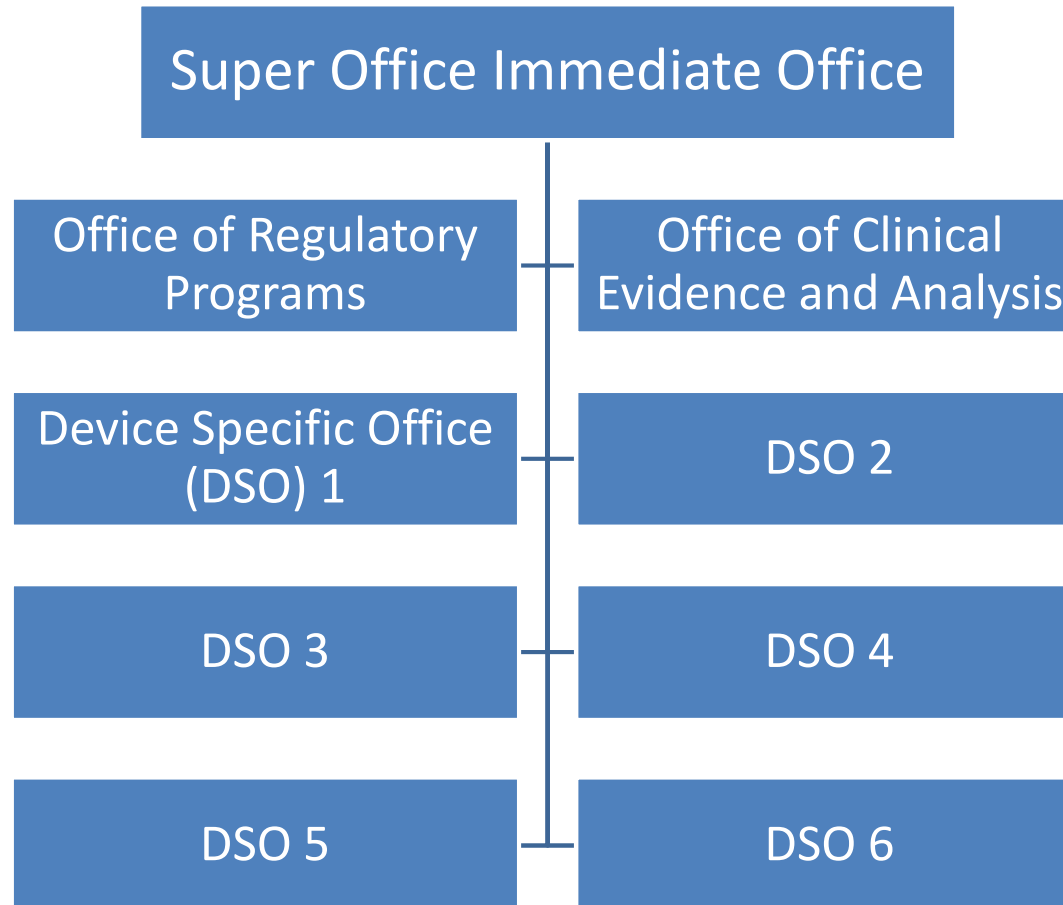 Super Office Immediate Office
Office of Regulatory
Programs
Office of Clinical
Evidence and Analysis
Device Specific Office
(DSO) 1
DSO 2
DSO 3
DSO 4
DSO 5
DSO 6